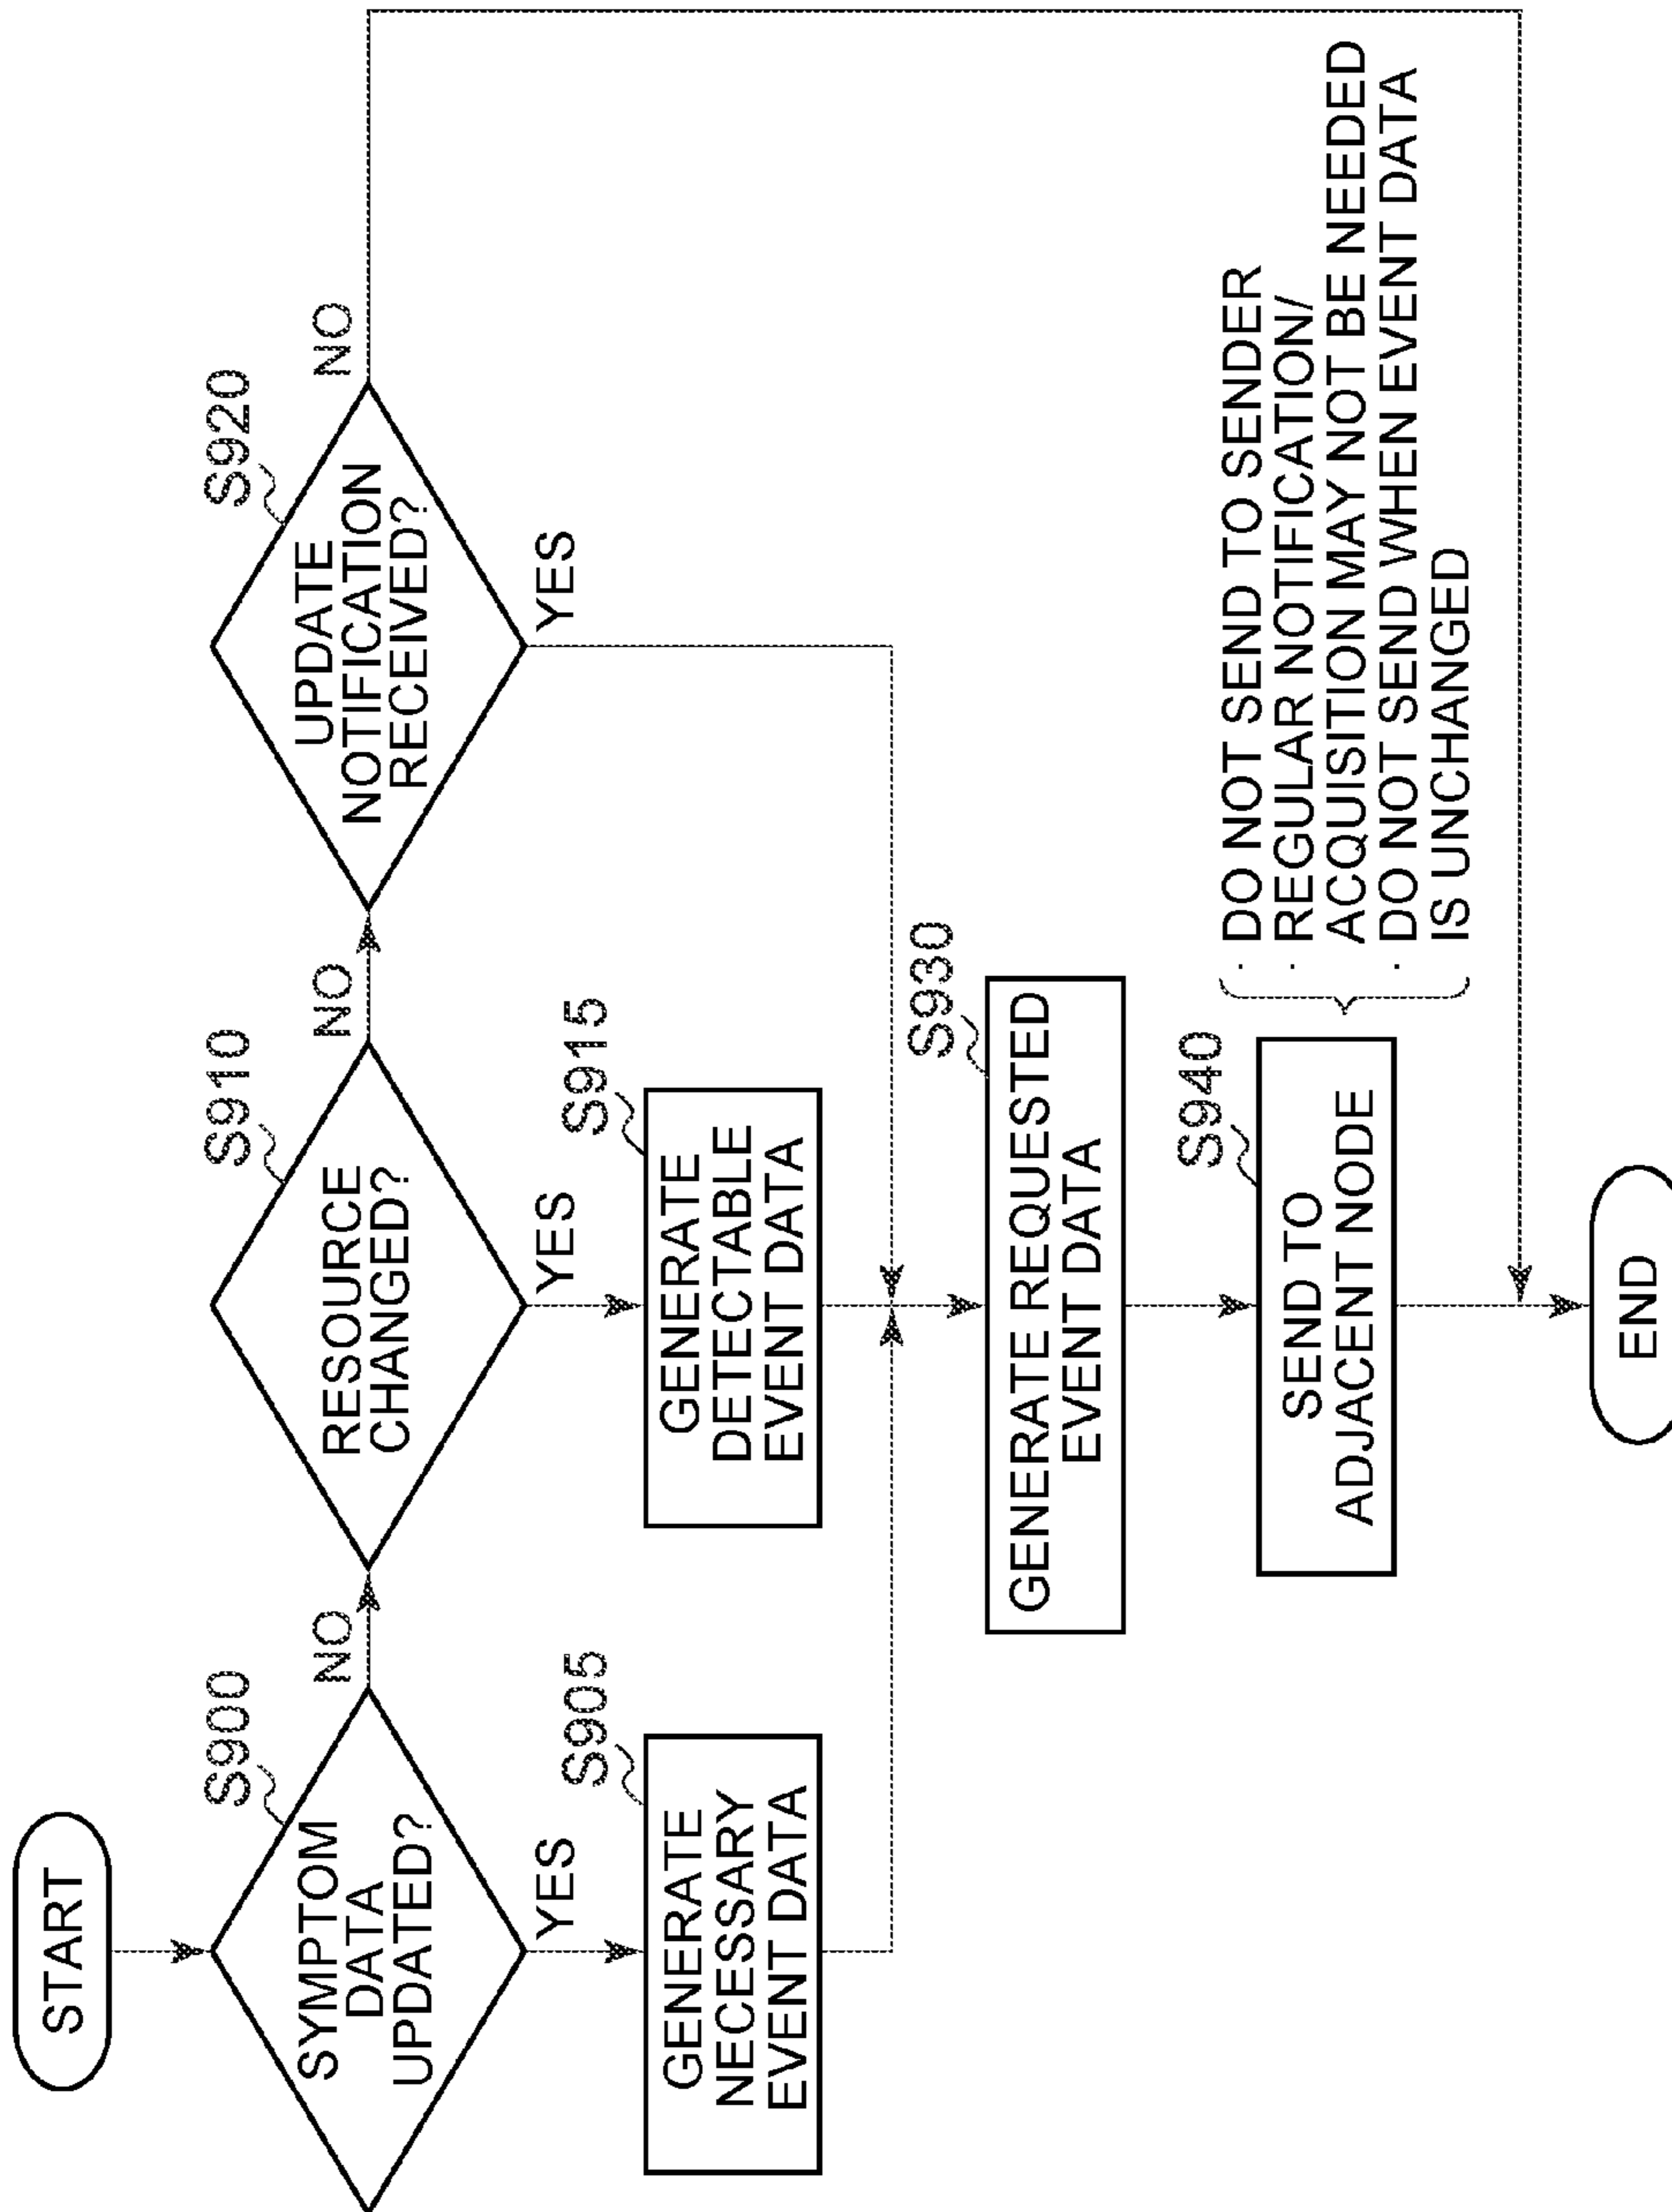 START
S900
SYMPTOM
DATA
UPDATED?
NO
YES
S905
GENERATE
NECESSARY
EVENT DATA
S910
RESOURCE
CHANGED?
NO
YES
S915
GENERATE
DETECTABLE
EVENT DATA
S920
UPDATE
NOTIFICATION
RECEIVED?
NO
YES
S930
GENERATE REQUESTED
EVENT DATA
S940
SEND TO
ADJACENT NODE
· DO NOT SEND TO SENDER
· REGULAR NOTIFICATION/
ACQUISITION MAY NOT BE NEEDED
· DO NOT SEND WHEN EVENT DATA
IS UNCHANGED
END